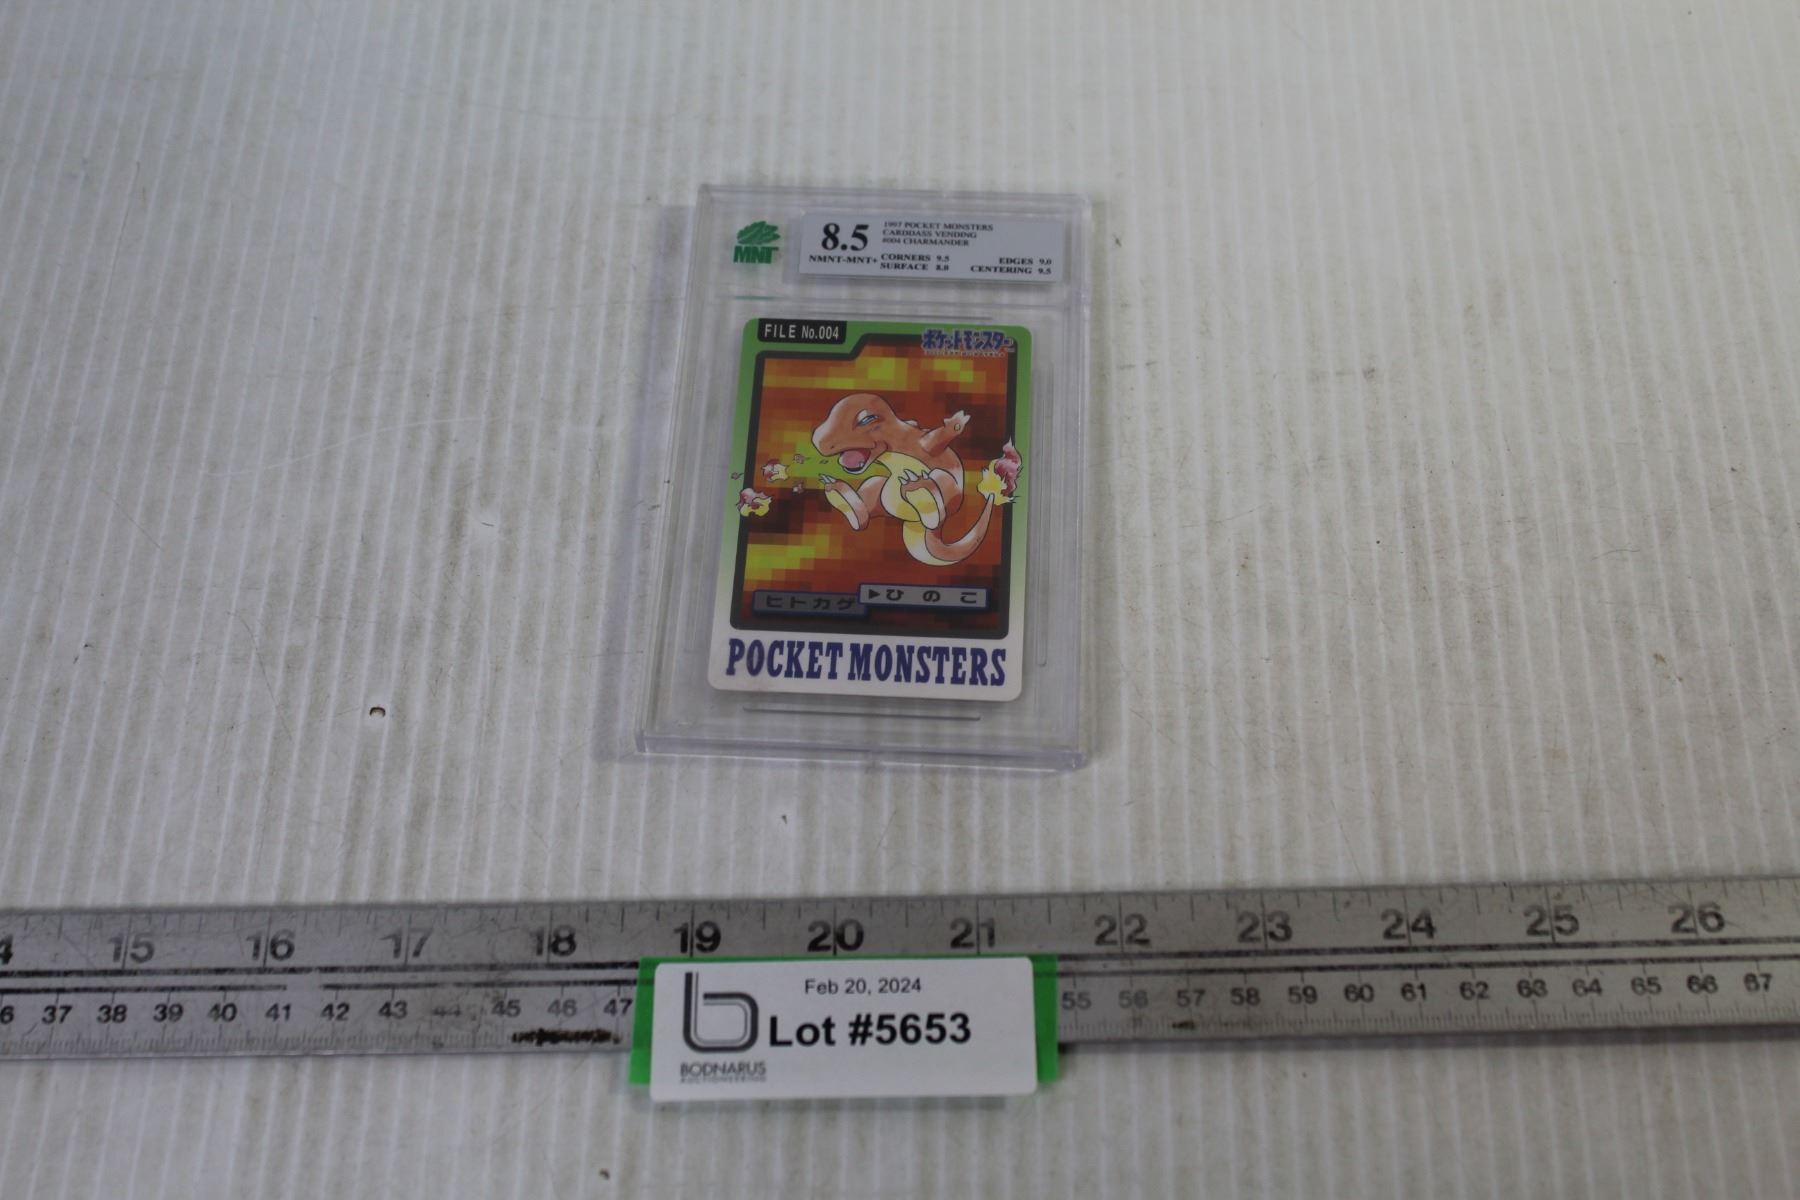 MNT
8.5
NMNT-MNT+
1997 POCKET MONSTERS
CARDDASS VENDING
#004 CHARMANDER
CORNERS 9.5 EDGES 9.0
SURFACE 8.0 CENTERING 9.5
FILE No.004
ポケットモンスター
ヒトカゲ
▶ひのこ
POCKET MONSTERS
4 15 16 17 18 19 20 21 22 23 24 25 26
6 37 38 39 40 41 42 43 44 45 46 47 55 56 57 58 59 60 61 62 63 64 65 66 67
Feb 20, 2024
Lot #5653
BODNARUS
AUCTIONEERING